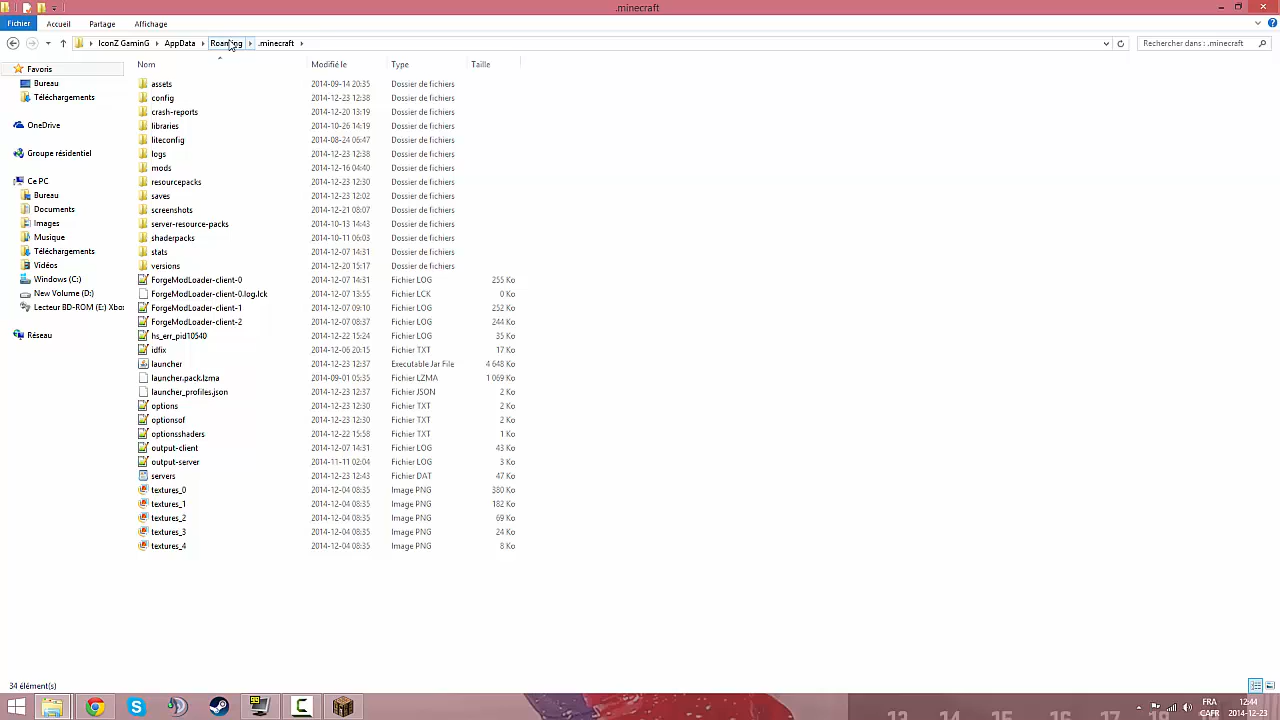 .minecraft
Fichier Accueil Partage Affichage
IconZ GaminG AppData Roaming .minecraft Rechercher dans : .minecraft
Nom Modifié le Type Taille
Favoris
Bureau
Téléchargements
OneDrive
Groupe résidentiel
Ce PC
Bureau
Documents
Images
Musique
Téléchargements
Vidéos
Windows (C:)
New Volume (D:)
Lecteur BD-ROM (E:) Xbo
Réseau
assets 2014-09-14 20:35 Dossier de fichiers
config 2014-12-23 12:38 Dossier de fichiers
crash-reports 2014-12-20 13:19 Dossier de fichiers
libraries 2014-10-26 14:19 Dossier de fichiers
liteconfig 2014-08-24 06:47 Dossier de fichiers
logs 2014-12-23 12:38 Dossier de fichiers
mods 2014-12-16 04:40 Dossier de fichiers
resourcepacks 2014-12-23 12:30 Dossier de fichiers
saves 2014-12-23 12:02 Dossier de fichiers
screenshots 2014-12-21 08:07 Dossier de fichiers
server-resource-packs 2014-10-13 14:43 Dossier de fichiers
shaderpacks 2014-10-11 06:03 Dossier de fichiers
stats 2014-12-07 14:31 Dossier de fichiers
versions 2014-12-20 15:17 Dossier de fichiers
ForgeModLoader-client-0 2014-12-07 14:31 Fichier LOG 255 Ko
ForgeModLoader-client-0.log.lck 2014-12-07 13:55 Fichier LCK 0 Ko
ForgeModLoader-client-1 2014-12-07 09:10 Fichier LOG 252 Ko
ForgeModLoader-client-2 2014-12-07 08:37 Fichier LOG 244 Ko
hs_err_pid10540 2014-12-22 15:24 Fichier LOG 35 Ko
idfix 2014-12-06 20:15 Fichier TXT 17 Ko
launcher 2014-12-23 12:37 Executable Jar File 4 648 Ko
launcher.pack.lzma 2014-09-01 05:35 Fichier LZMA 1 069 Ko
launcher_profiles.json 2014-12-23 12:37 Fichier JSON 2 Ko
options 2014-12-23 12:30 Fichier TXT 2 Ko
optionsof 2014-12-23 12:30 Fichier TXT 2 Ko
optionsshaders 2014-12-22 15:58 Fichier TXT 1 Ko
output-client 2014-12-07 14:31 Fichier LOG 43 Ko
output-server 2014-11-11 02:04 Fichier LOG 3 Ko
servers 2014-12-23 12:43 Fichier DAT 47 Ko
textures_0 2014-12-04 08:35 Image PNG 380 Ko
textures_1 2014-12-04 08:35 Image PNG 182 Ko
textures_2 2014-12-04 08:35 Image PNG 69 Ko
textures_3 2014-12-04 08:35 Image PNG 24 Ko
textures_4 2014-12-04 08:35 Image PNG 8 Ko
34 élément(s)
13 14 15 16 17 18
FRA 12:44
CAFR 2014-12-23